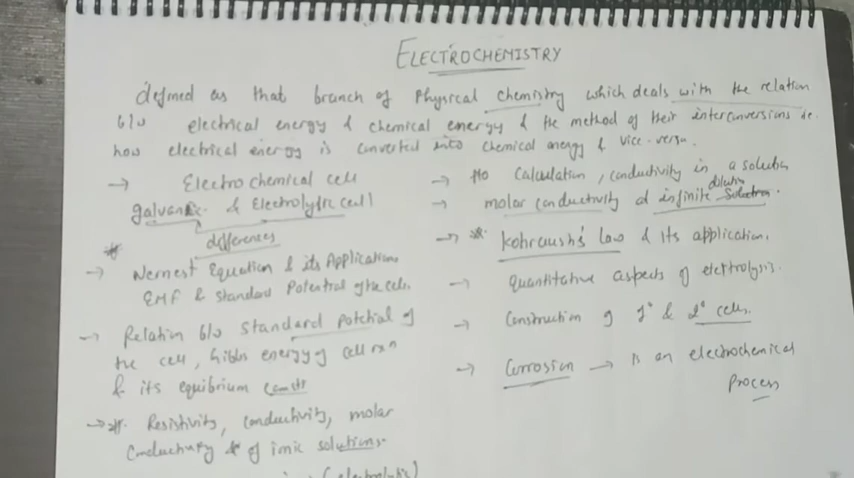 ELECTROCHEMISTRY
defined as that branch of Physical chemistry which deals with the relation
b/w electrical energy & chemical energy & the method of their interconversions ie.
how electrical energy is converted into chemical energy & vice-versa.
→ Electrochemical cell
galvanic & Electrolytic cell
differences
* → Nernest Equation & its Application
EMF & Standard Potential of the cell.
→ Relation b/w standard potential of
the cell, Gibbs energy of cell rxn
& its equibrium const
→ * Resistivity, conductivity, molar
conductivity of ionic solutions.
(electrolytic)
→ No Calculation, conductivity in a solution
→ molar conductivity at infinite dilution
→ * Kohraush's law & its application.
→ quantitative aspects of electrolysis.
→ Construction of 1° & 2° cells.
→ Corrosion → is an electrochemical
Process